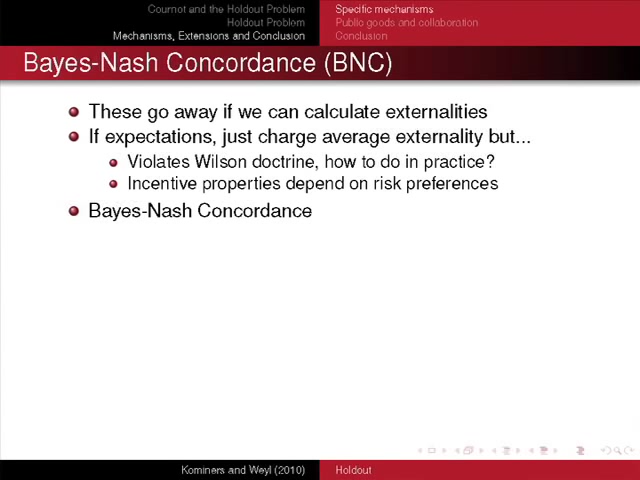 Cournot and the Holdout Problem
Holdout Problem
Mechanisms, Extensions and Conclusion
Specific mechanisms
Public goods and collaboration
Conclusion
Bayes-Nash Concordance (BNC)
These go away if we can calculate externalities
If expectations, just charge average externality but...
Violates Wilson doctrine, how to do in practice?
Incentive properties depend on risk preferences
Bayes-Nash Concordance
Kominers and Weyl (2010)
Holdout